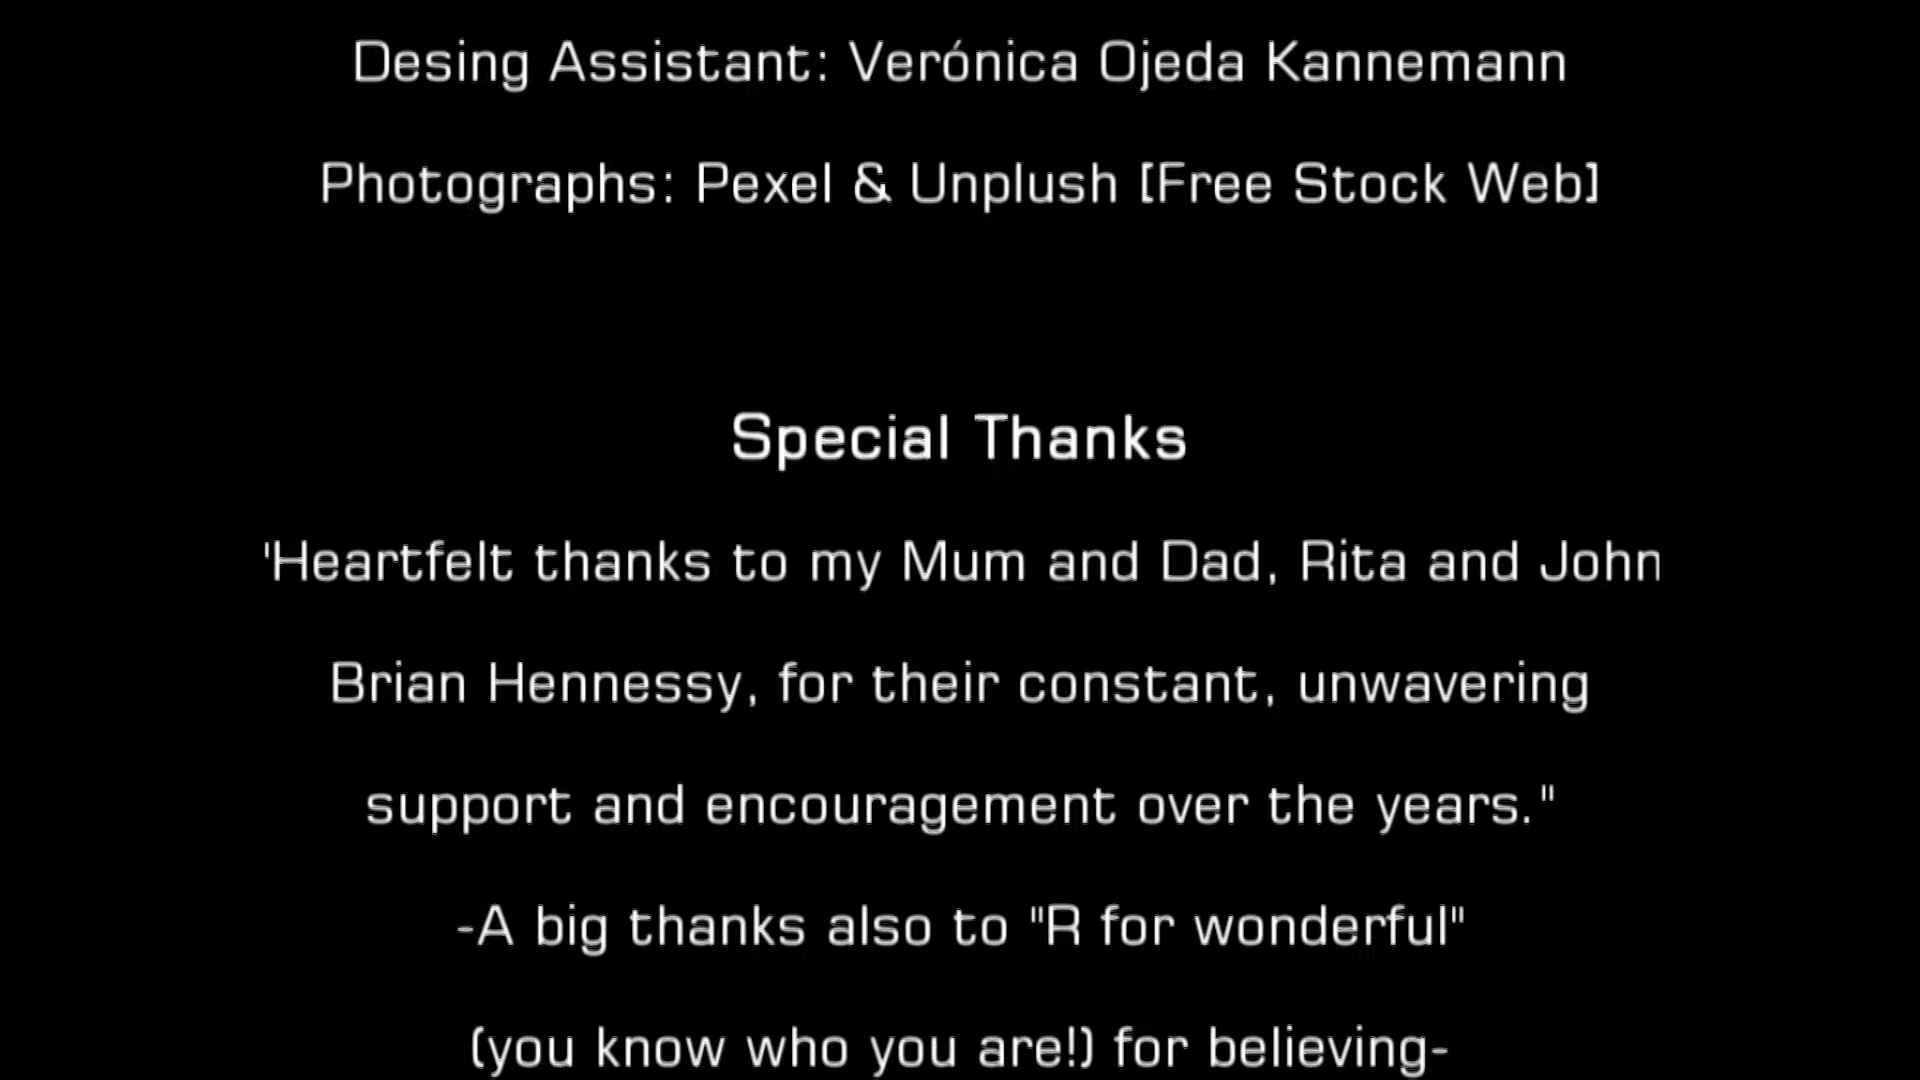 Desing Assistant: Verónica Ojeda Kannemann
Photographs: Pexel & Unplush [Free Stock Web]
Special Thanks
'Heartfelt thanks to my Mum and Dad, Rita and John
Brian Hennessy, for their constant, unwavering
support and encouragement over the years."
-A big thanks also to "R for wonderful"
(you know who you are!) for believing-